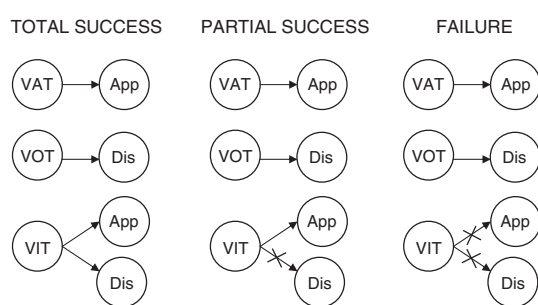 TOTAL SUCCESS PARTIAL SUCCESS FAILURE
VAT App VAT App VAT App
VOT Dis VOT Dis VOT Dis
App App App
VIT VIT VIT
Dis Dis Dis